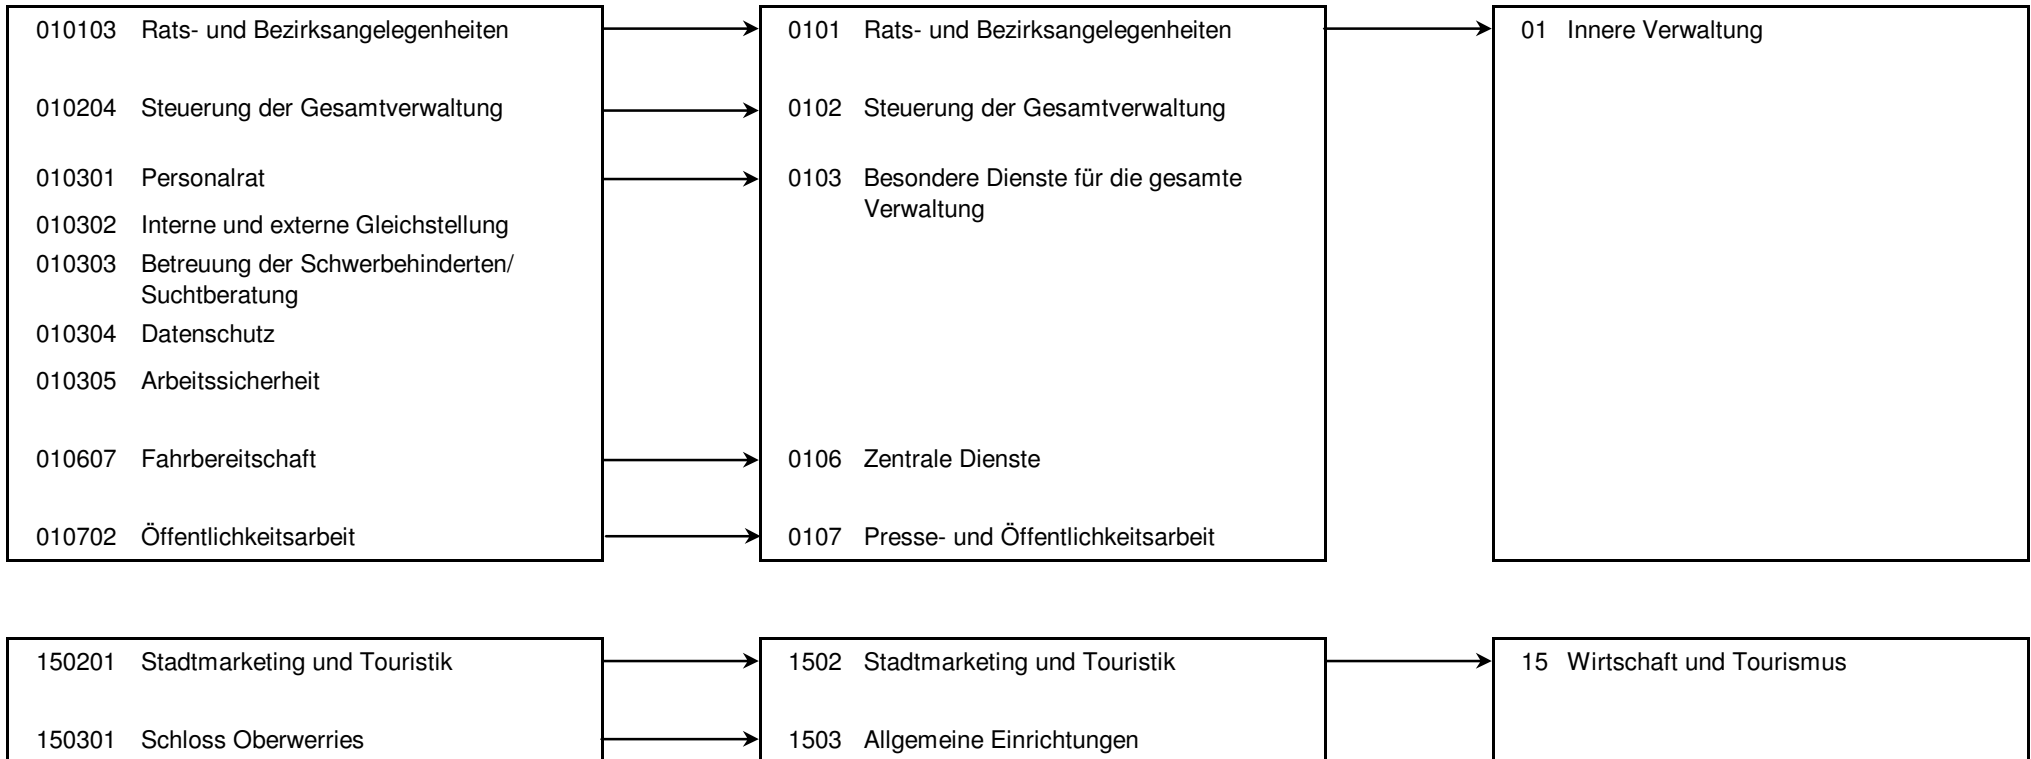 010103 Rats- und Bezirksangelegenheiten 0101 Rats- und Bezirksangelegenheiten 01 Innere Verwaltung
010204 Steuerung der Gesamtverwaltung 0102 Steuerung der Gesamtverwaltung
010301 Personalrat 0103 Besondere Dienste für die gesamte
Verwaltung
010302 Interne und externe Gleichstellung
010303 Betreuung der Schwerbehinderten/
Suchtberatung
010304 Datenschutz
010305 Arbeitssicherheit
010607 Fahrbereitschaft 0106 Zentrale Dienste
010702 Öffentlichkeitsarbeit 0107 Presse- und Öffentlichkeitsarbeit
150201 Stadtmarketing und Touristik 1502 Stadtmarketing und Touristik 15 Wirtschaft und Tourismus
150301 Schloss Oberwerries 1503 Allgemeine Einrichtungen